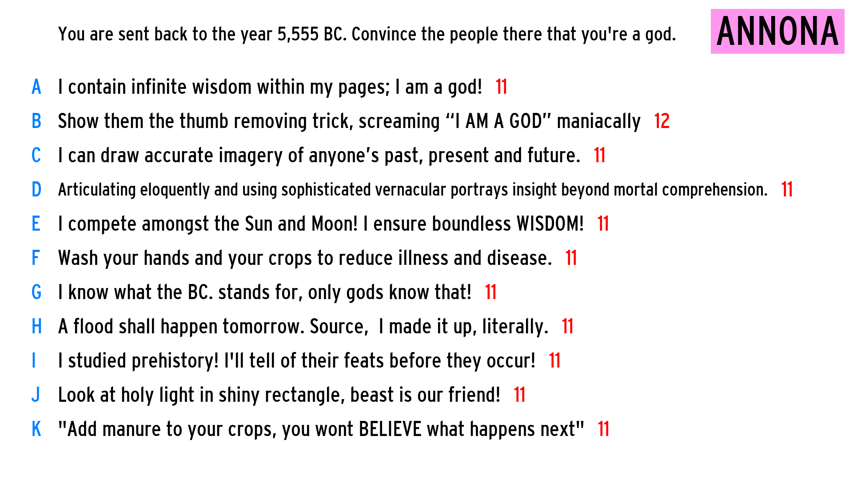 You are sent back to the year 5,555 BC. Convince the people there that you're a god.
ANNONA
A I contain infinite wisdom within my pages; I am a god! 11
B Show them the thumb removing trick, screaming “I AM A GOD” maniacally 12
C I can draw accurate imagery of anyone’s past, present and future. 11
D Articulating eloquently and using sophisticated vernacular portrays insight beyond mortal comprehension. 11
E I compete amongst the Sun and Moon! I ensure boundless WISDOM! 11
F Wash your hands and your crops to reduce illness and disease. 11
G I know what the BC. stands for, only gods know that! 11
H A flood shall happen tomorrow. Source,  I made it up, literally. 11
I I studied prehistory! I'll tell of their feats before they occur! 11
J Look at holy light in shiny rectangle, beast is our friend! 11
K "Add manure to your crops, you wont BELIEVE what happens next" 11